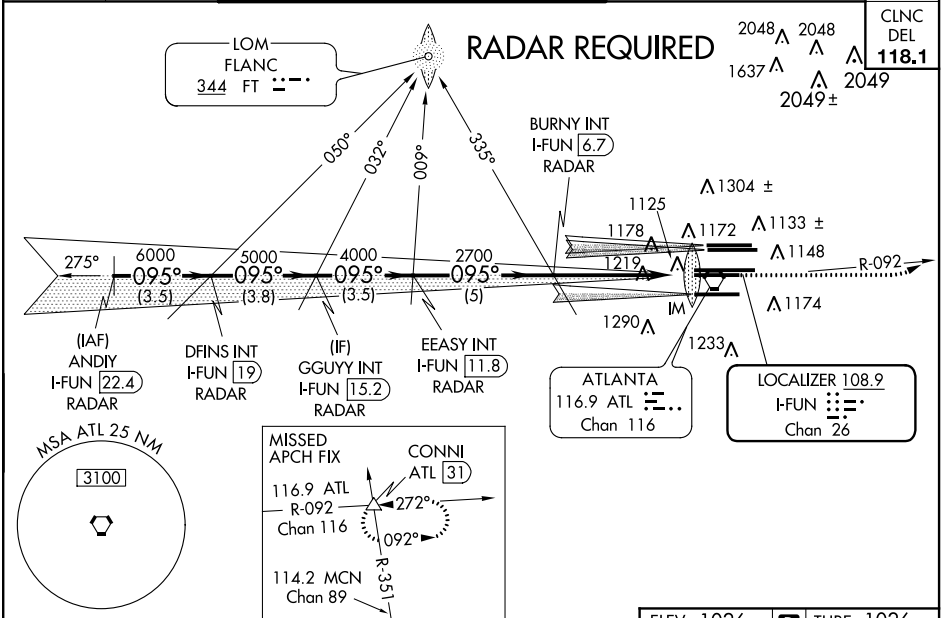 RADAR REQUIRED
CLNC
DEL
118.1
LOM
FLANC
344 FT
2048
2048
1637
2049
2049 ±
BURNY INT
I-FUN 6.7
RADAR
050°
032°
009°
335°
1304 ±
1125
1178
1172
1133 ±
1148
1219
275°
6000
5000
4000
2700
095°
095°
095°
095°
(3.5)
(3.8)
(3.5)
(5)
R-092
IM
1174
1290
1233
(IAF)
ANDIY
I-FUN 22.4
RADAR
DFINS INT
I-FUN 19
RADAR
(IF)
GGUYY INT
I-FUN 15.2
RADAR
EEASY INT
I-FUN 11.8
RADAR
ATLANTA
116.9 ATL
Chan 116
LOCALIZER 108.9
I-FUN
Chan 26
MSA ATL 25 NM
3100
MISSED
APCH FIX
CONNI
ATL 31
116.9 ATL
R-092
Chan 116
272°
092°
R-351
114.2 MCN
Chan 89
ELEV 1026
TDZE 1026